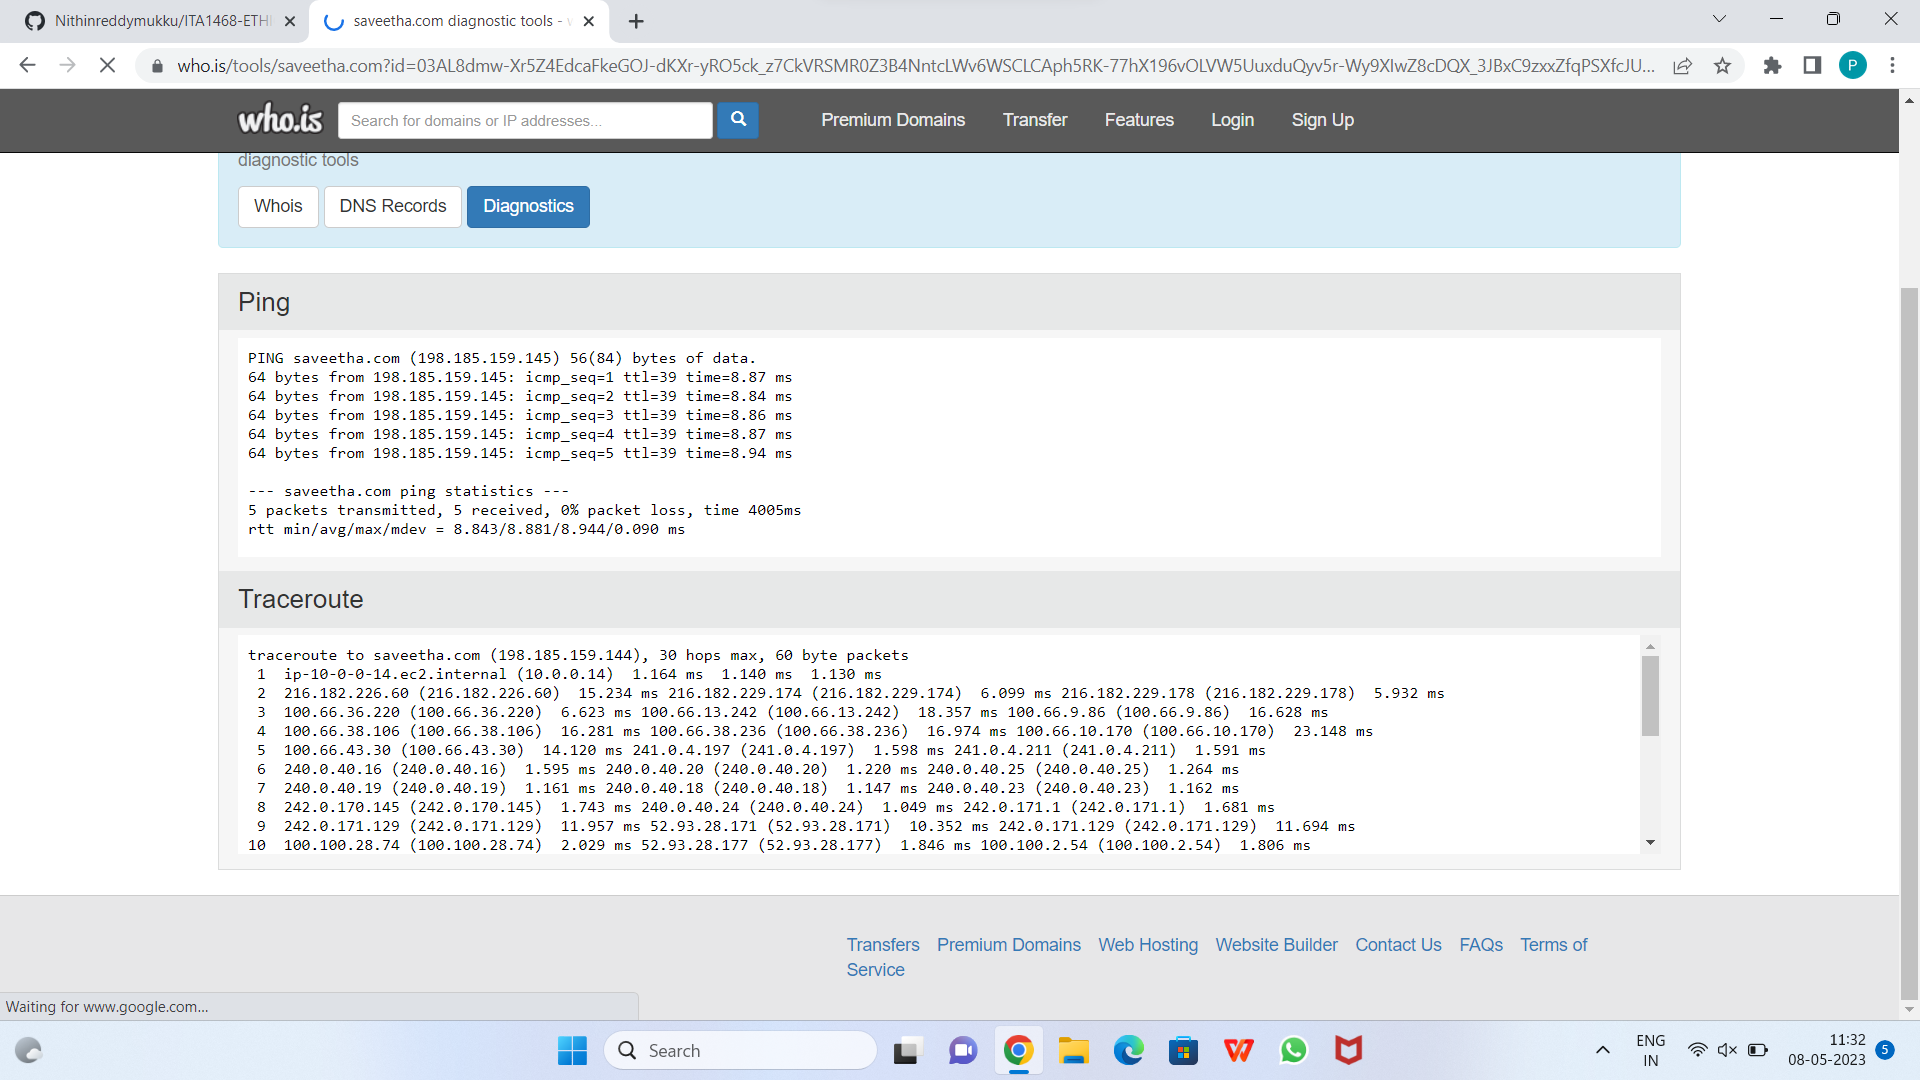 Nithinreddymukku/ITA1468-ETH
saveetha.com diagnostic tools - w
who.is/tools/saveetha.com?id=03AL8dmw-Xr5Z4EdcaFkeGOJ-dKXr-yRO5ck_z7CkVRSMR0Z3B4NntcLWv6WSCLCAph5RK-77hX196vOLVW5UuxduQyv5r-Wy9XIwZ8cDQX_3JBxC9zxxZfqPSXfcJU...
P
who.is
Search for domains or IP addresses...
Premium Domains Transfer Features Login Sign Up
diagnostic tools
Whois DNS Records Diagnostics
Ping
PING saveetha.com (198.185.159.145) 56(84) bytes of data.
64 bytes from 198.185.159.145: icmp_seq=1 ttl=39 time=8.87 ms
64 bytes from 198.185.159.145: icmp_seq=2 ttl=39 time=8.84 ms
64 bytes from 198.185.159.145: icmp_seq=3 ttl=39 time=8.86 ms
64 bytes from 198.185.159.145: icmp_seq=4 ttl=39 time=8.87 ms
64 bytes from 198.185.159.145: icmp_seq=5 ttl=39 time=8.94 ms
--- saveetha.com ping statistics ---
5 packets transmitted, 5 received, 0% packet loss, time 4005ms
rtt min/avg/max/mdev = 8.843/8.881/8.944/0.090 ms
Traceroute
traceroute to saveetha.com (198.185.159.144), 30 hops max, 60 byte packets
1 ip-10-0-0-14.ec2.internal (10.0.0.14) 1.164 ms 1.140 ms 1.130 ms
2 216.182.226.60 (216.182.226.60) 15.234 ms 216.182.229.174 (216.182.229.174) 6.099 ms 216.182.229.178 (216.182.229.178) 5.932 ms
3 100.66.36.220 (100.66.36.220) 6.623 ms 100.66.13.242 (100.66.13.242) 18.357 ms 100.66.9.86 (100.66.9.86) 16.628 ms
4 100.66.38.106 (100.66.38.106) 16.281 ms 100.66.38.236 (100.66.38.236) 16.974 ms 100.66.10.170 (100.66.10.170) 23.148 ms
5 100.66.43.30 (100.66.43.30) 14.120 ms 241.0.4.197 (241.0.4.197) 1.598 ms 241.0.4.211 (241.0.4.211) 1.591 ms
6 240.0.40.16 (240.0.40.16) 1.595 ms 240.0.40.20 (240.0.40.20) 1.220 ms 240.0.40.25 (240.0.40.25) 1.264 ms
7 240.0.40.19 (240.0.40.19) 1.161 ms 240.0.40.18 (240.0.40.18) 1.147 ms 240.0.40.23 (240.0.40.23) 1.162 ms
8 242.0.170.145 (242.0.170.145) 1.743 ms 240.0.40.24 (240.0.40.24) 1.049 ms 242.0.171.1 (242.0.171.1) 1.681 ms
9 242.0.171.129 (242.0.171.129) 11.957 ms 52.93.28.171 (52.93.28.171) 10.352 ms 242.0.171.129 (242.0.171.129) 11.694 ms
10 100.100.28.74 (100.100.28.74) 2.029 ms 52.93.28.177 (52.93.28.177) 1.846 ms 100.100.2.54 (100.100.2.54) 1.806 ms
Transfers Premium Domains Web Hosting Website Builder Contact Us FAQs Terms of
Service
Waiting for www.google.com...
Search
ENG
IN
11:32
08-05-2023
5